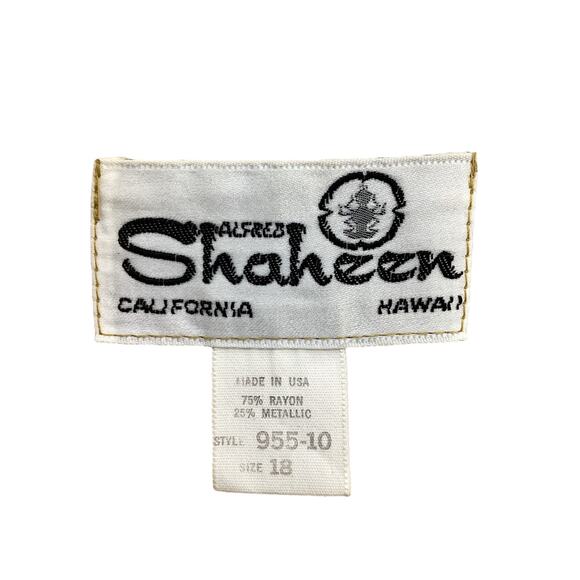 ALFRED
Shaheen
CALIFORNIA HAWAII
MADE IN USA
75% RAYON
25% METALLIC
STYLE 955-10
SIZE 18